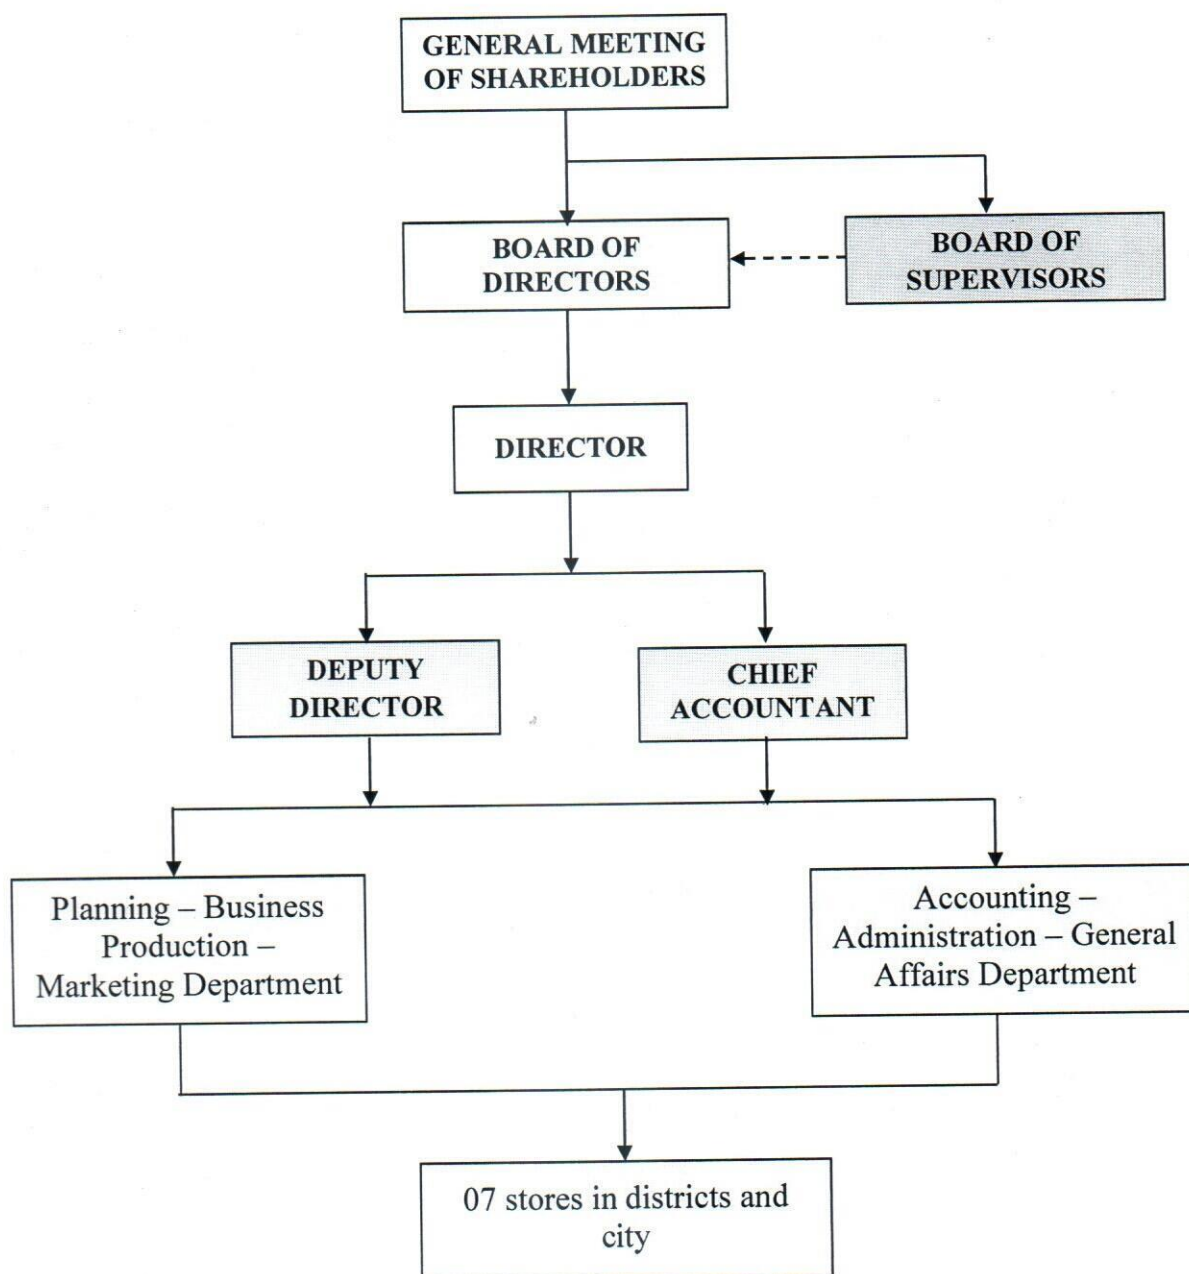 GENERAL MEETING
OF SHAREHOLDERS
BOARD OF
DIRECTORS
BOARD OF
SUPERVISORS
DIRECTOR
DEPUTY
DIRECTOR
CHIEF
ACCOUNTANT
Planning – Business
Production –
Marketing Department
Accounting –
Administration – General
Affairs Department
07 stores in districts and
city